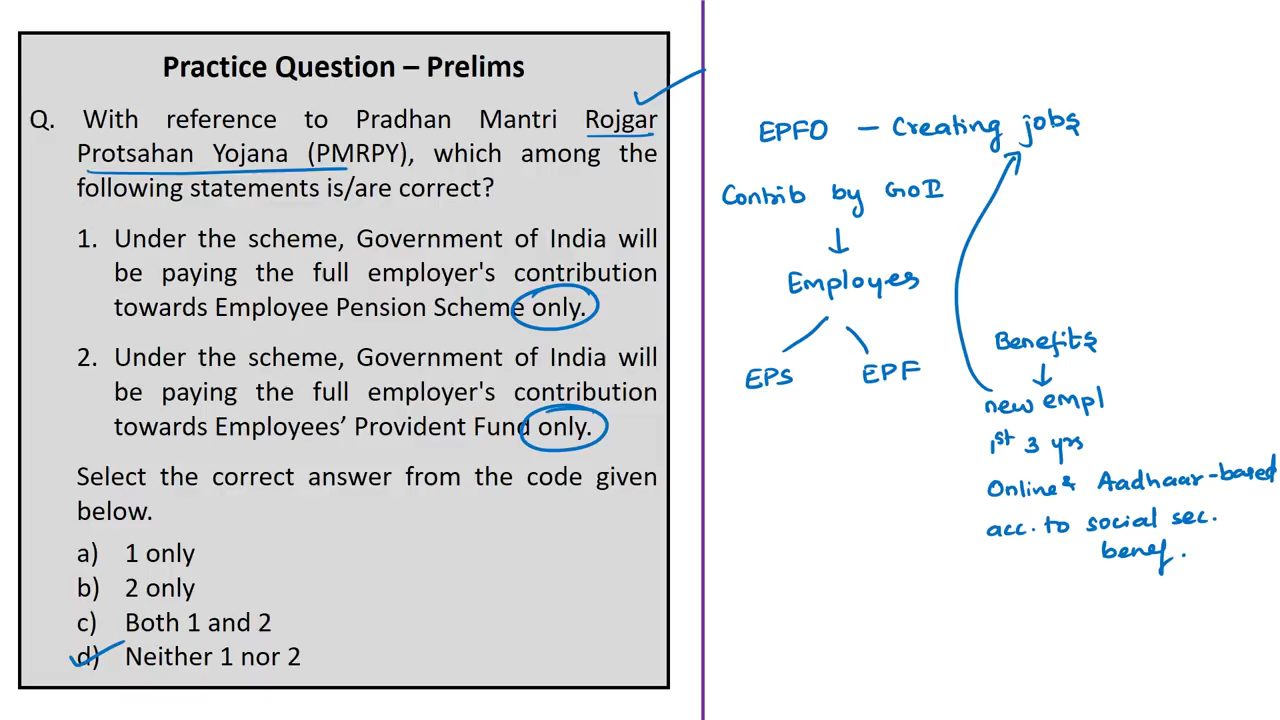 Practice Question – Prelims
Q. With reference to Pradhan Mantri Rojgar
Protsahan Yojana (PMRPY), which among the
following statements is/are correct?
1. Under the scheme, Government of India will
be paying the full employer's contribution
towards Employee Pension Scheme only.
2. Under the scheme, Government of India will
be paying the full employer's contribution
towards Employees’ Provident Fund only.
Select the correct answer from the code given
below.
a) 1 only
b) 2 only
c) Both 1 and 2
d) Neither 1 nor 2
EPFO – Creating jobs
Contrib by GoI
Employes
EPS EPF
Benefits
new empl
1st 3 yrs
Online & Aadhaar-based
acc. to social sec.
benef.